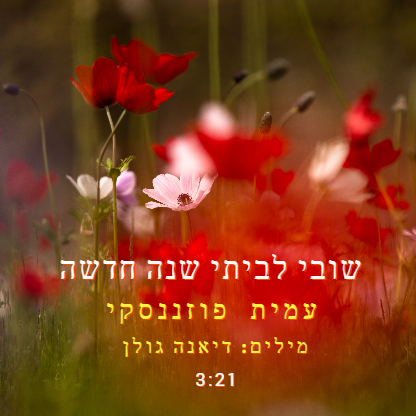 שובי לביתי שנה חדשה
עמית פוזננסקי
מילים: דיאנה גולן
3:21